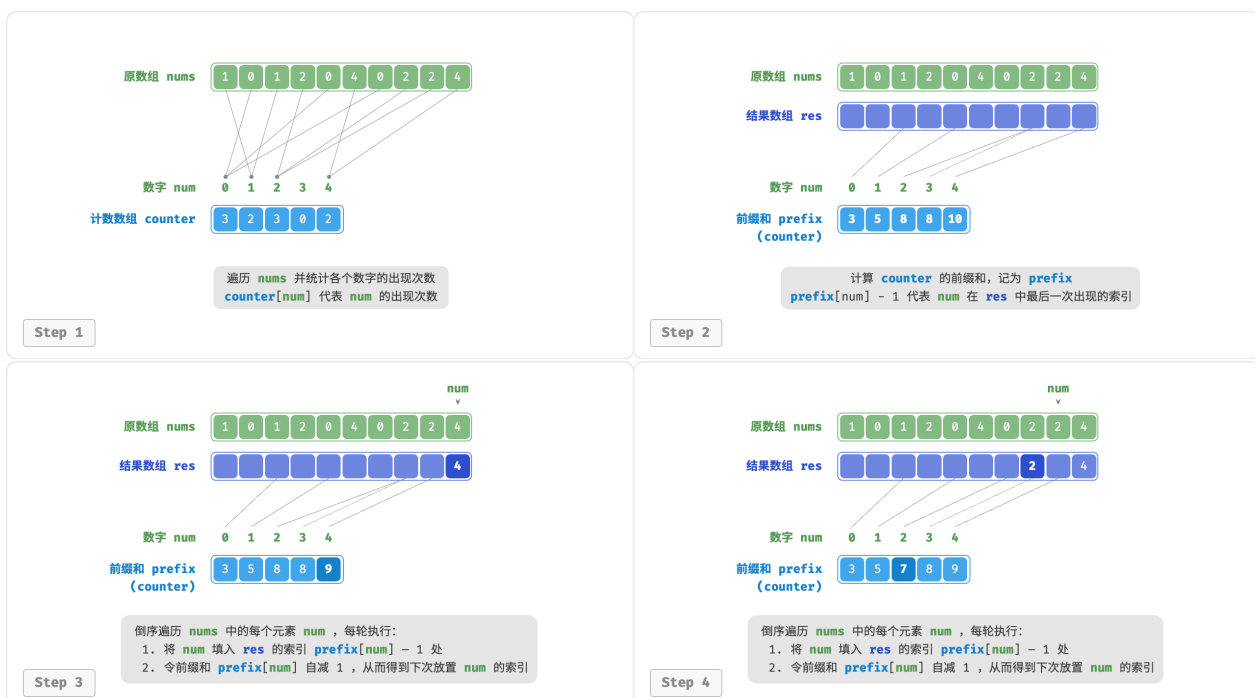 原数组 nums 1 0 1 2 0 4 0 2 2 4
数字 num 0 1 2 3 4
计数数组 counter 3 2 3 0 2
遍历 nums 并统计各个数字的出现次数
counter[num] 代表 num 的出现次数
Step 1
原数组 nums 1 0 1 2 0 4 0 2 2 4
结果数组 res
数字 num 0 1 2 3 4
前缀和 prefix 3 5 8 8 10
(counter)
计算 counter 的前缀和，记为 prefix
prefix[num] - 1 代表 num 在 res 中最后一次出现的索引
Step 2
num
原数组 nums 1 0 1 2 0 4 0 2 2 4
结果数组 res 4
数字 num 0 1 2 3 4
前缀和 prefix 3 5 8 8 9
(counter)
倒序遍历 nums 中的每个元素 num ，每轮执行：
1. 将 num 填入 res 的索引 prefix[num] - 1 处
2. 令前缀和 prefix[num] 自减 1 ，从而得到下次放置 num 的索引
Step 3
num
原数组 nums 1 0 1 2 0 4 0 2 2 4
结果数组 res 2 4
数字 num 0 1 2 3 4
前缀和 prefix 3 5 7 8 9
(counter)
倒序遍历 nums 中的每个元素 num ，每轮执行：
1. 将 num 填入 res 的索引 prefix[num] - 1 处
2. 令前缀和 prefix[num] 自减 1 ，从而得到下次放置 num 的索引
Step 4